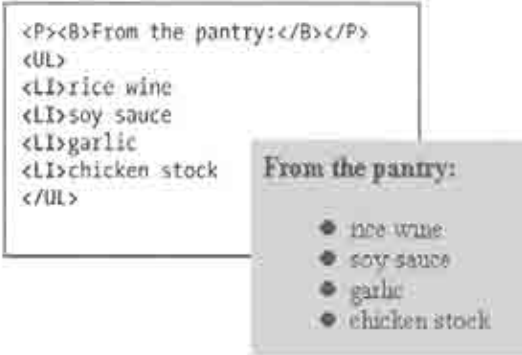 <P><B>From the pantry:</B></P>
<UL>
<LI>rice wine
<LI>soy sauce
<LI>garlic
<LI>chicken stock
</UL>
From the pantry:
● rice wine
● soy sauce
● garlic
● chicken stock